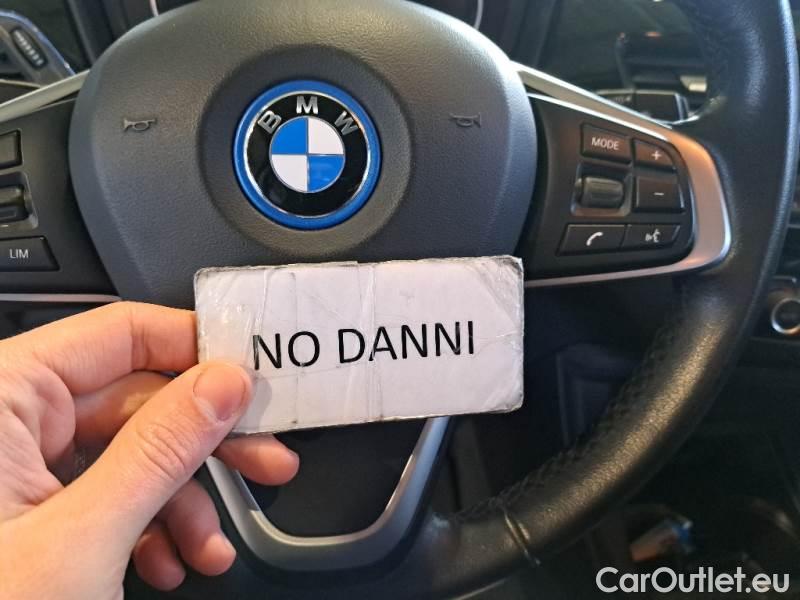 BMW
MODE
+
-
LIM
NO DANNI
CarOutlet.eu